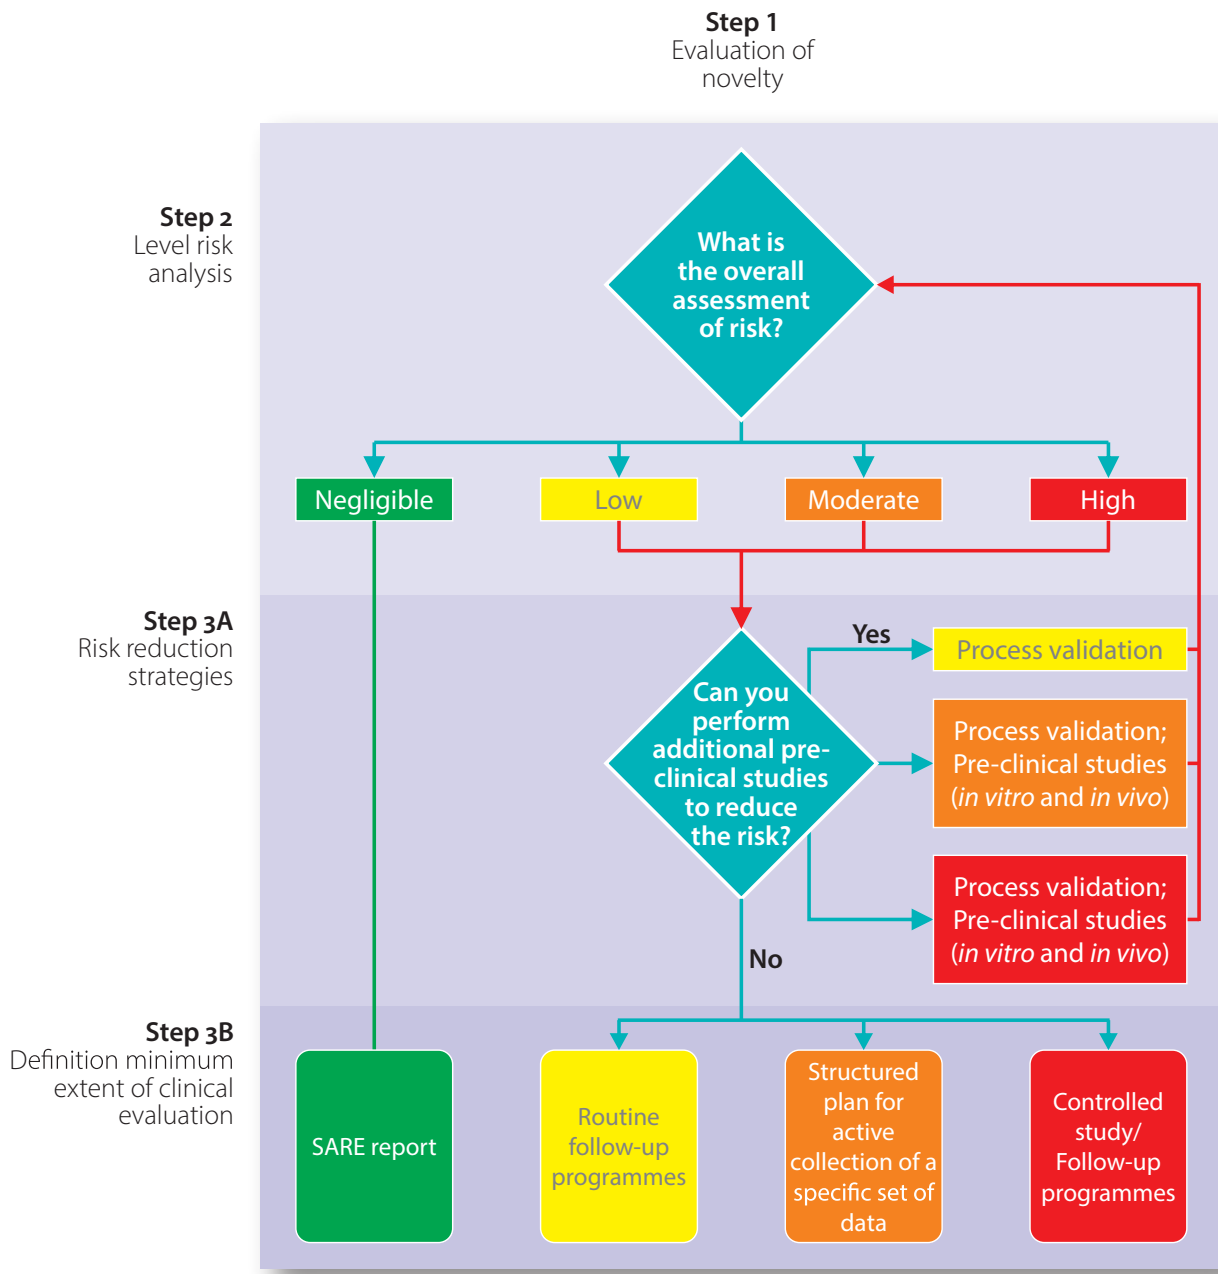 Step 1
Evaluation of
novelty
Step 2
Level risk
analysis
What is
the overall
assessment
of risk?
Negligible
Low
Moderate
High
Step 3A
Risk reduction
strategies
Can you
perform
additional pre-
clinical studies
to reduce
the risk?
Yes
Process validation
Process validation;
Pre-clinical studies
(in vitro and in vivo)
Process validation;
Pre-clinical studies
(in vitro and in vivo)
No
Step 3B
Definition minimum
extent of clinical
evaluation
SARE report
Routine
follow-up
programmes
Structured
plan for
active
collection of a
specific set of
data
Controlled
study/
Follow-up
programmes